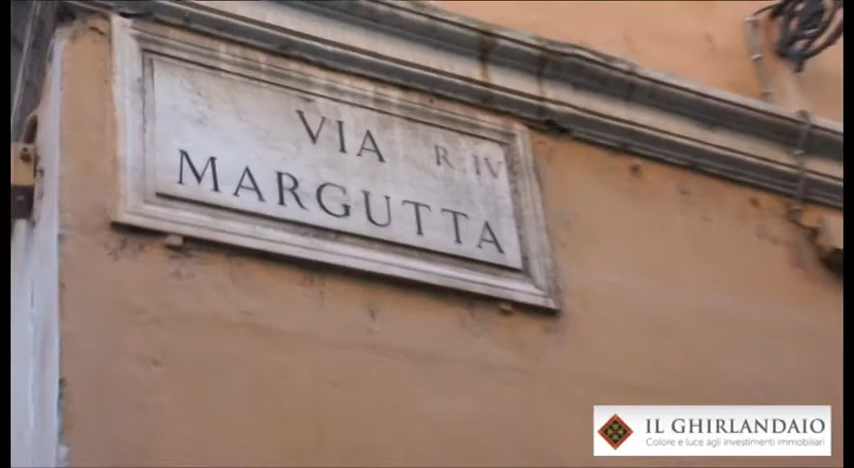 VIA R. IV
MARGUTTA
IL GHIRLANDAIO
Colore e luce agli investimenti immobiliari